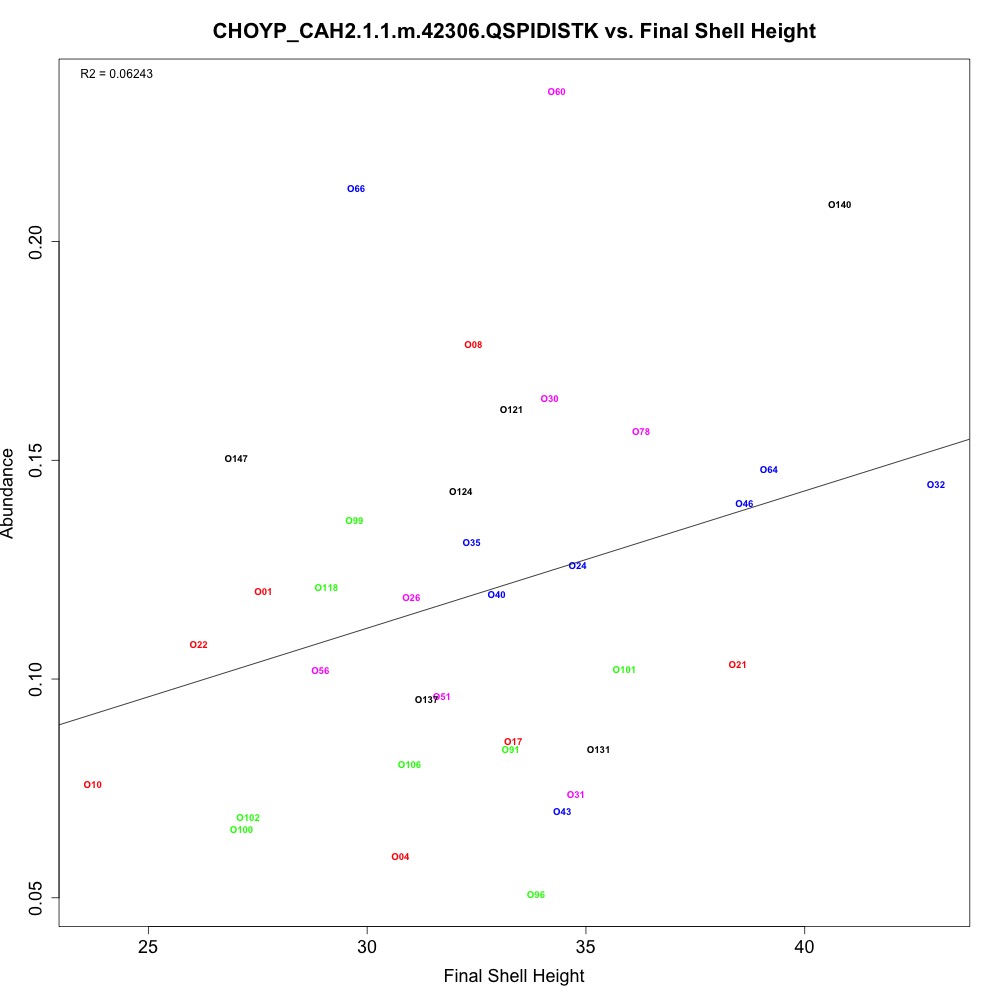 CHOYP_CAH2.1.1.m.42306.QSPIDISTK vs. Final Shell Height
R2 = 0.06243
O60
O66
O140
0.20
O08
O30
O121
O78
0.15
O147
O64
O32
O124
O46
O99
O35
O24
O118
O01
O40
O26
O22
0.10
O56
O101
O21
O137
O51
O17
O91
O131
O106
O10
O31
O43
O102
O100
O04
0.05
O96
Abundance
25 30 35 40
Final Shell Height